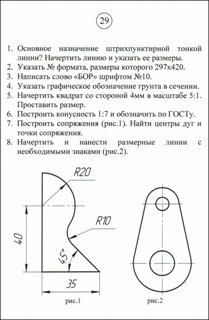 29
1. Основное назначение штрихпунктирной тонкой
линии? Начертить линию и указать ее размеры.
2. Указать № формата, размеры которого 297х420.
3. Написать слово «БОР» шрифтом №10.
4. Указать графическое обозначение грунта в сечении.
5. Начертить квадрат со стороной 4мм в масштабе 5:1.
Проставить размер.
6. Построить конусность 1:7 и обозначить по ГОСТу.
7. Построить сопряжения (рис.1). Найти центры дуг и
точки сопряжения.
8. Начертить и нанести размерные линии с
необходимыми знаками (рис.2).
R20
R10
40
45°
35
рис.1
рис.2